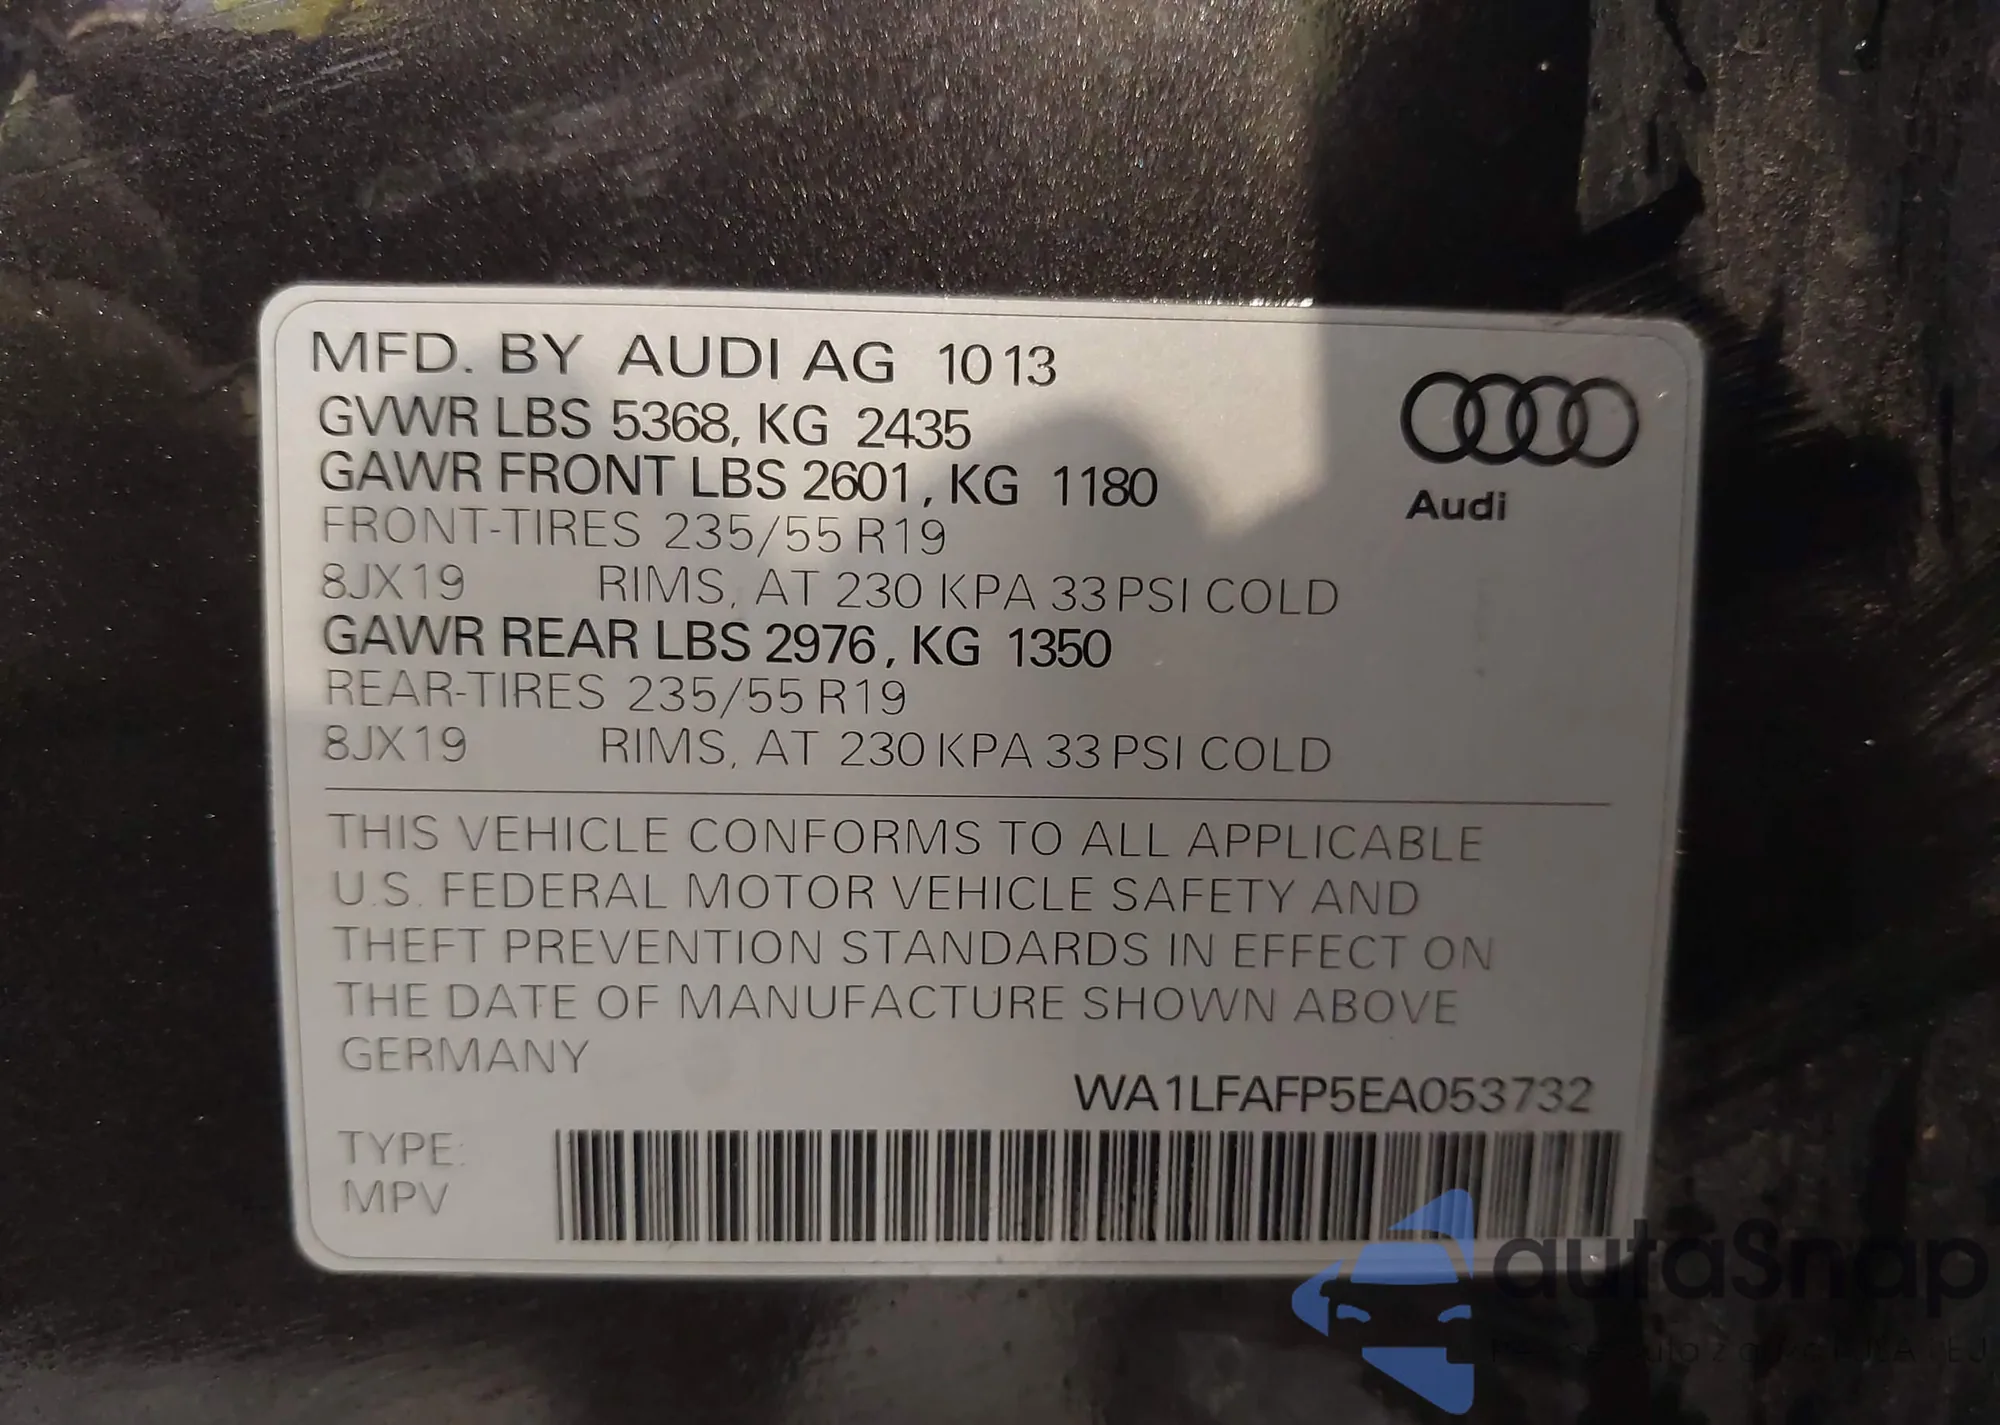 MFD. BY AUDI AG 10 13
GVWR LBS 5368, KG 2435
GAWR FRONT LBS 2601, KG 1180
FRONT-TIRES 235/55 R19
8JX19 RIMS, AT 230 KPA 33 PSI COLD
GAWR REAR LBS 2976, KG 1350
REAR-TIRES 235/55 R19
8JX19 RIMS, AT 230 KPA 33 PSI COLD
Audi
THIS VEHICLE CONFORMS TO ALL APPLICABLE
U.S. FEDERAL MOTOR VEHICLE SAFETY AND
THEFT PREVENTION STANDARDS IN EFFECT ON
THE DATE OF MANUFACTURE SHOWN ABOVE
GERMANY
WA1LFAFP5EA053732
TYPE:
MPV
autaSnap